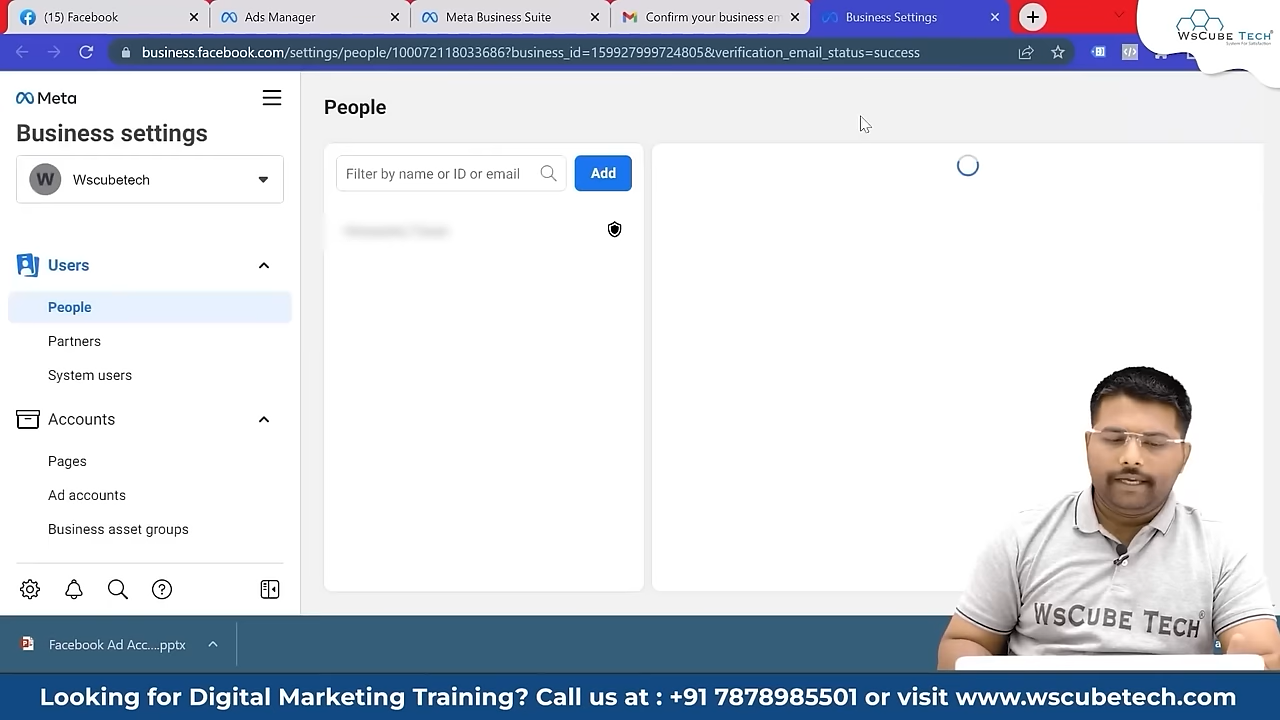 (15) Facebook
Ads Manager
Meta Business Suite
Confirm your business em
Business Settings
WsCube Tech
business.facebook.com/settings/people/100072118033686?business_id=159927999724805&verification_email_status=success
Meta
Business settings
W Wscubetech
Users
People
Partners
System users
Accounts
Pages
Ad accounts
Business asset groups
People
Filter by name or ID or email
Add
Facebook Ad Acc....pptx
WSCUBE TECH
Looking for Digital Marketing Training? Call us at : +91 7878985501 or visit www.wscubetech.com